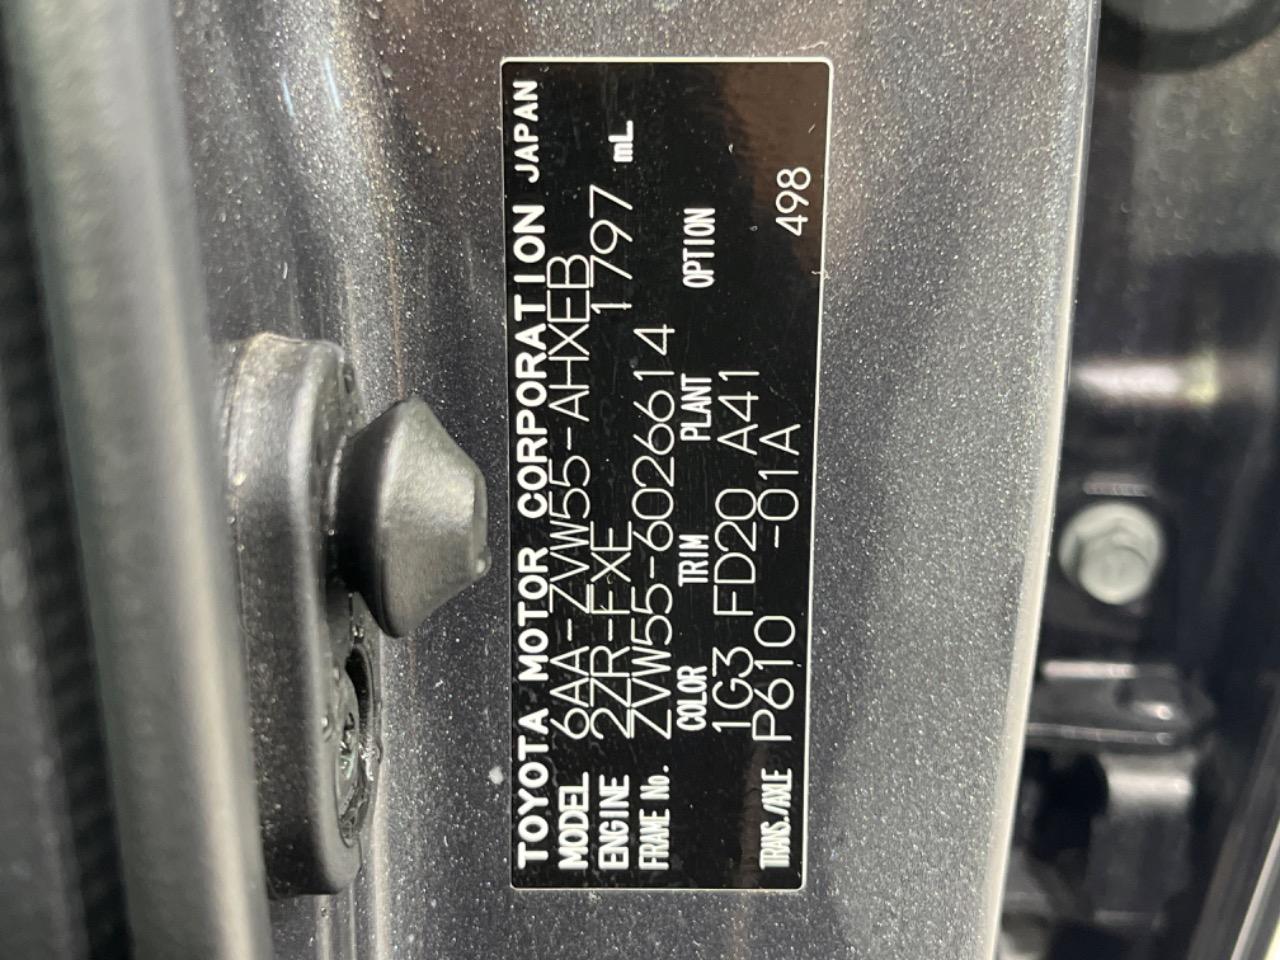 TOYOTA MOTOR CORPORATION JAPAN
MODEL 6AA-ZVW55-AHXEB
ENGINE 2ZR-FXE 1797 mL
FRAME No. ZVW55-6026614
COLOR TRIM PLANT OPTION
1G3 FD20 A41
TRANS./AXLE P610 -01A 498